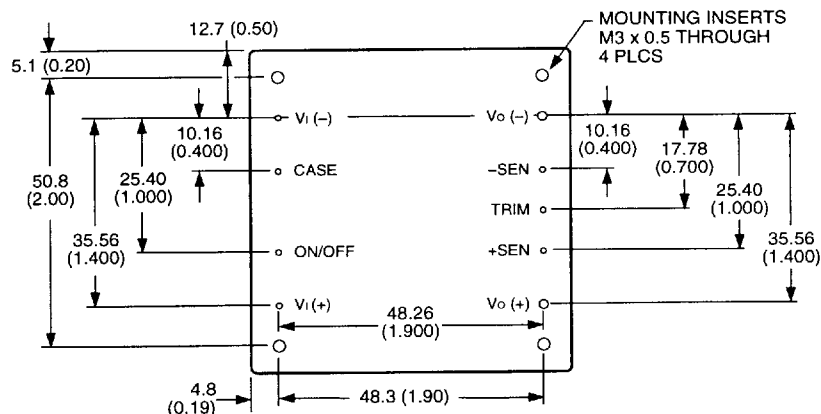 12.7 (0.50)
5.1 (0.20)
MOUNTING INSERTS
M3 x 0.5 THROUGH
4 PLCS
VI (–)
VO (–)
10.16
(0.400)
10.16
(0.400)
17.78
(0.700)
CASE
–SEN
50.8
(2.00)
25.40
(1.000)
25.40
(1.000)
TRIM
35.56
(1.400)
35.56
(1.400)
ON/OFF
+SEN
VI (+)
VO (+)
48.26
(1.900)
4.8
(0.19)
48.3 (1.90)